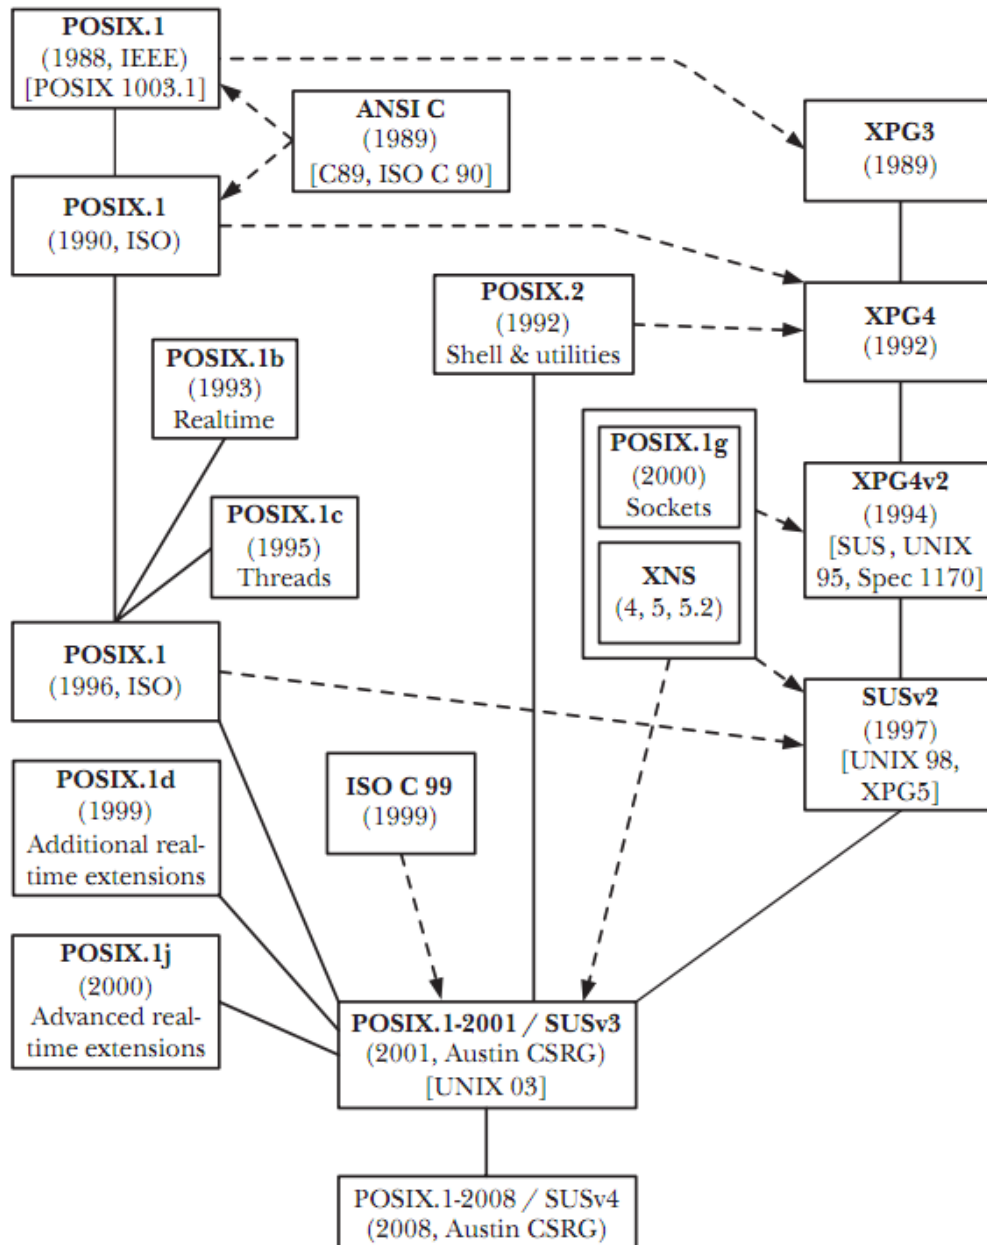 POSIX.1
(1988, IEEE)
[POSIX 1003.1]
ANSI C
(1989)
[C89, ISO C 90]
XPG3
(1989)
POSIX.1
(1990, ISO)
POSIX.2
(1992)
Shell & utilities
XPG4
(1992)
POSIX.1b
(1993)
Realtime
POSIX.1g
(2000)
Sockets
XNS
(4, 5, 5.2)
XPG4v2
(1994)
[SUS, UNIX
95, Spec 1170]
POSIX.1c
(1995)
Threads
POSIX.1
(1996, ISO)
SUSv2
(1997)
[UNIX 98,
XPG5]
POSIX.1d
(1999)
Additional real-
time extensions
ISO C 99
(1999)
POSIX.1j
(2000)
Advanced real-
time extensions
POSIX.1-2001 / SUSv3
(2001, Austin CSRG)
[UNIX 03]
POSIX.1-2008 / SUSv4
(2008, Austin CSRG)